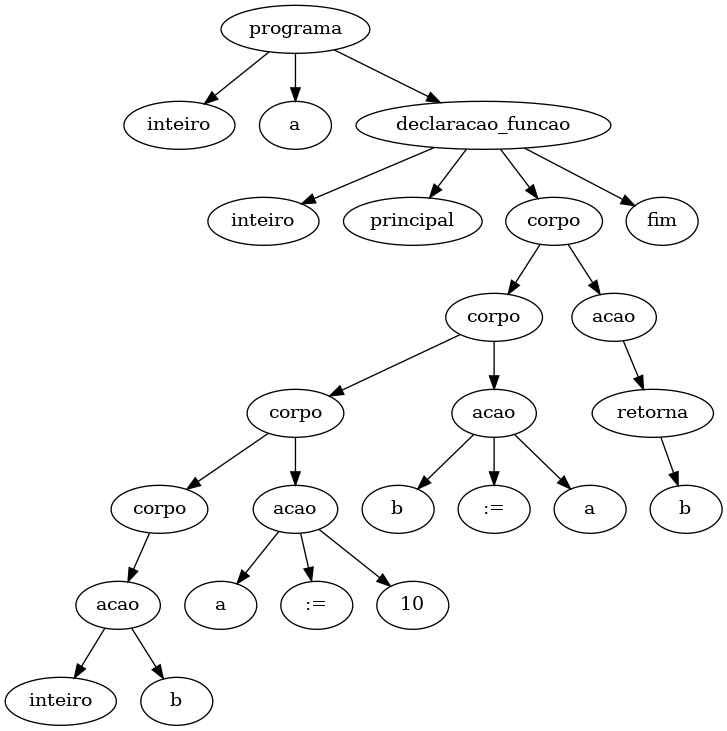 programa
inteiro a declaracao_funcao
inteiro principal corpo fim
corpo acao
corpo acao retorna
corpo acao b := a b
acao a := 10
inteiro b